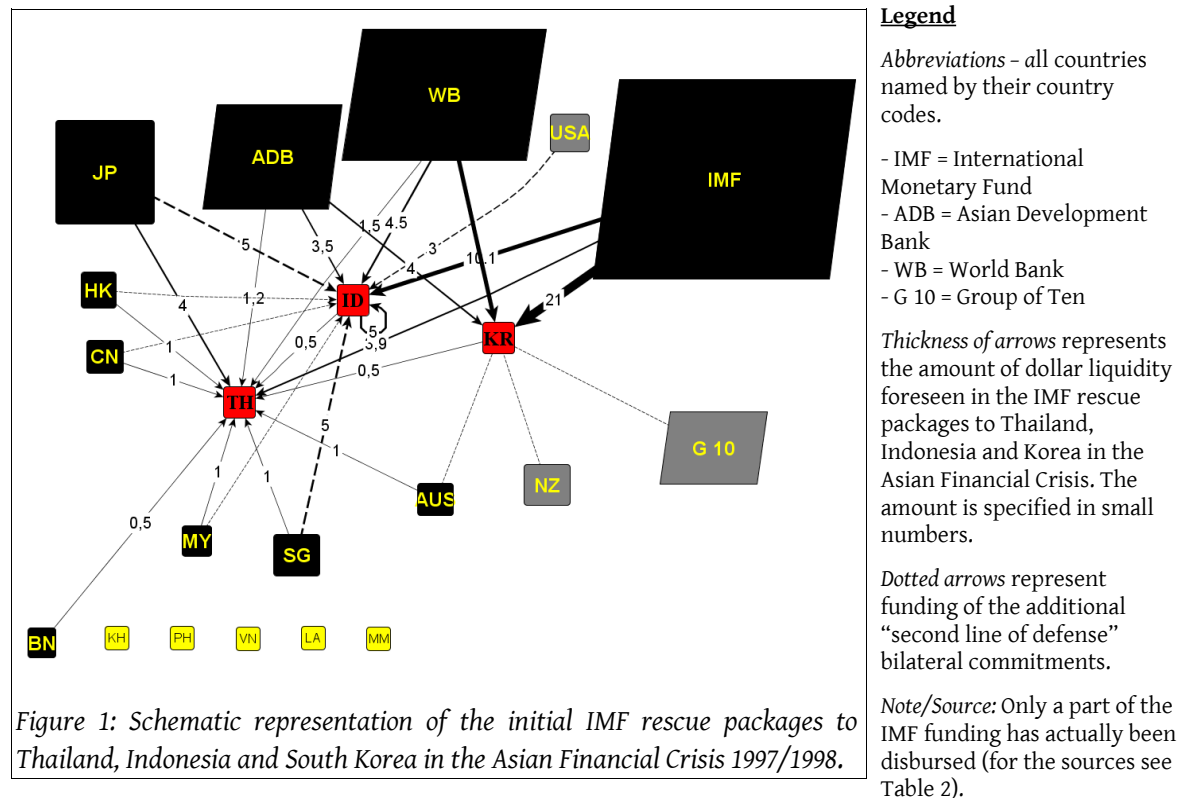 WB
USA
ADB
IMF
JP
1,5
4.5
5
3,5
3
10.1
4
HK
ID
1,2
21
4
5
KR
0,5
5,9
1
CN
0,5
1
TH
5
1
G 10
1
1
NZ
AUS
0,5
MY
SG
BN
KH
PH
VN
LA
MM
Figure 1: Schematic representation of the initial IMF rescue packages to
Thailand, Indonesia and South Korea in the Asian Financial Crisis 1997/1998.
Legend
Abbreviations – all countries
named by their country
codes.
- IMF = International
Monetary Fund
- ADB = Asian Development
Bank
- WB = World Bank
- G 10 = Group of Ten
Thickness of arrows represents
the amount of dollar liquidity
foreseen in the IMF rescue
packages to Thailand,
Indonesia and Korea in the
Asian Financial Crisis. The
amount is specified in small
numbers.
Dotted arrows represent
funding of the additional
“second line of defense”
bilateral commitments.
Note/Source: Only a part of the
IMF funding has actually been
disbursed (for the sources see
Table 2).